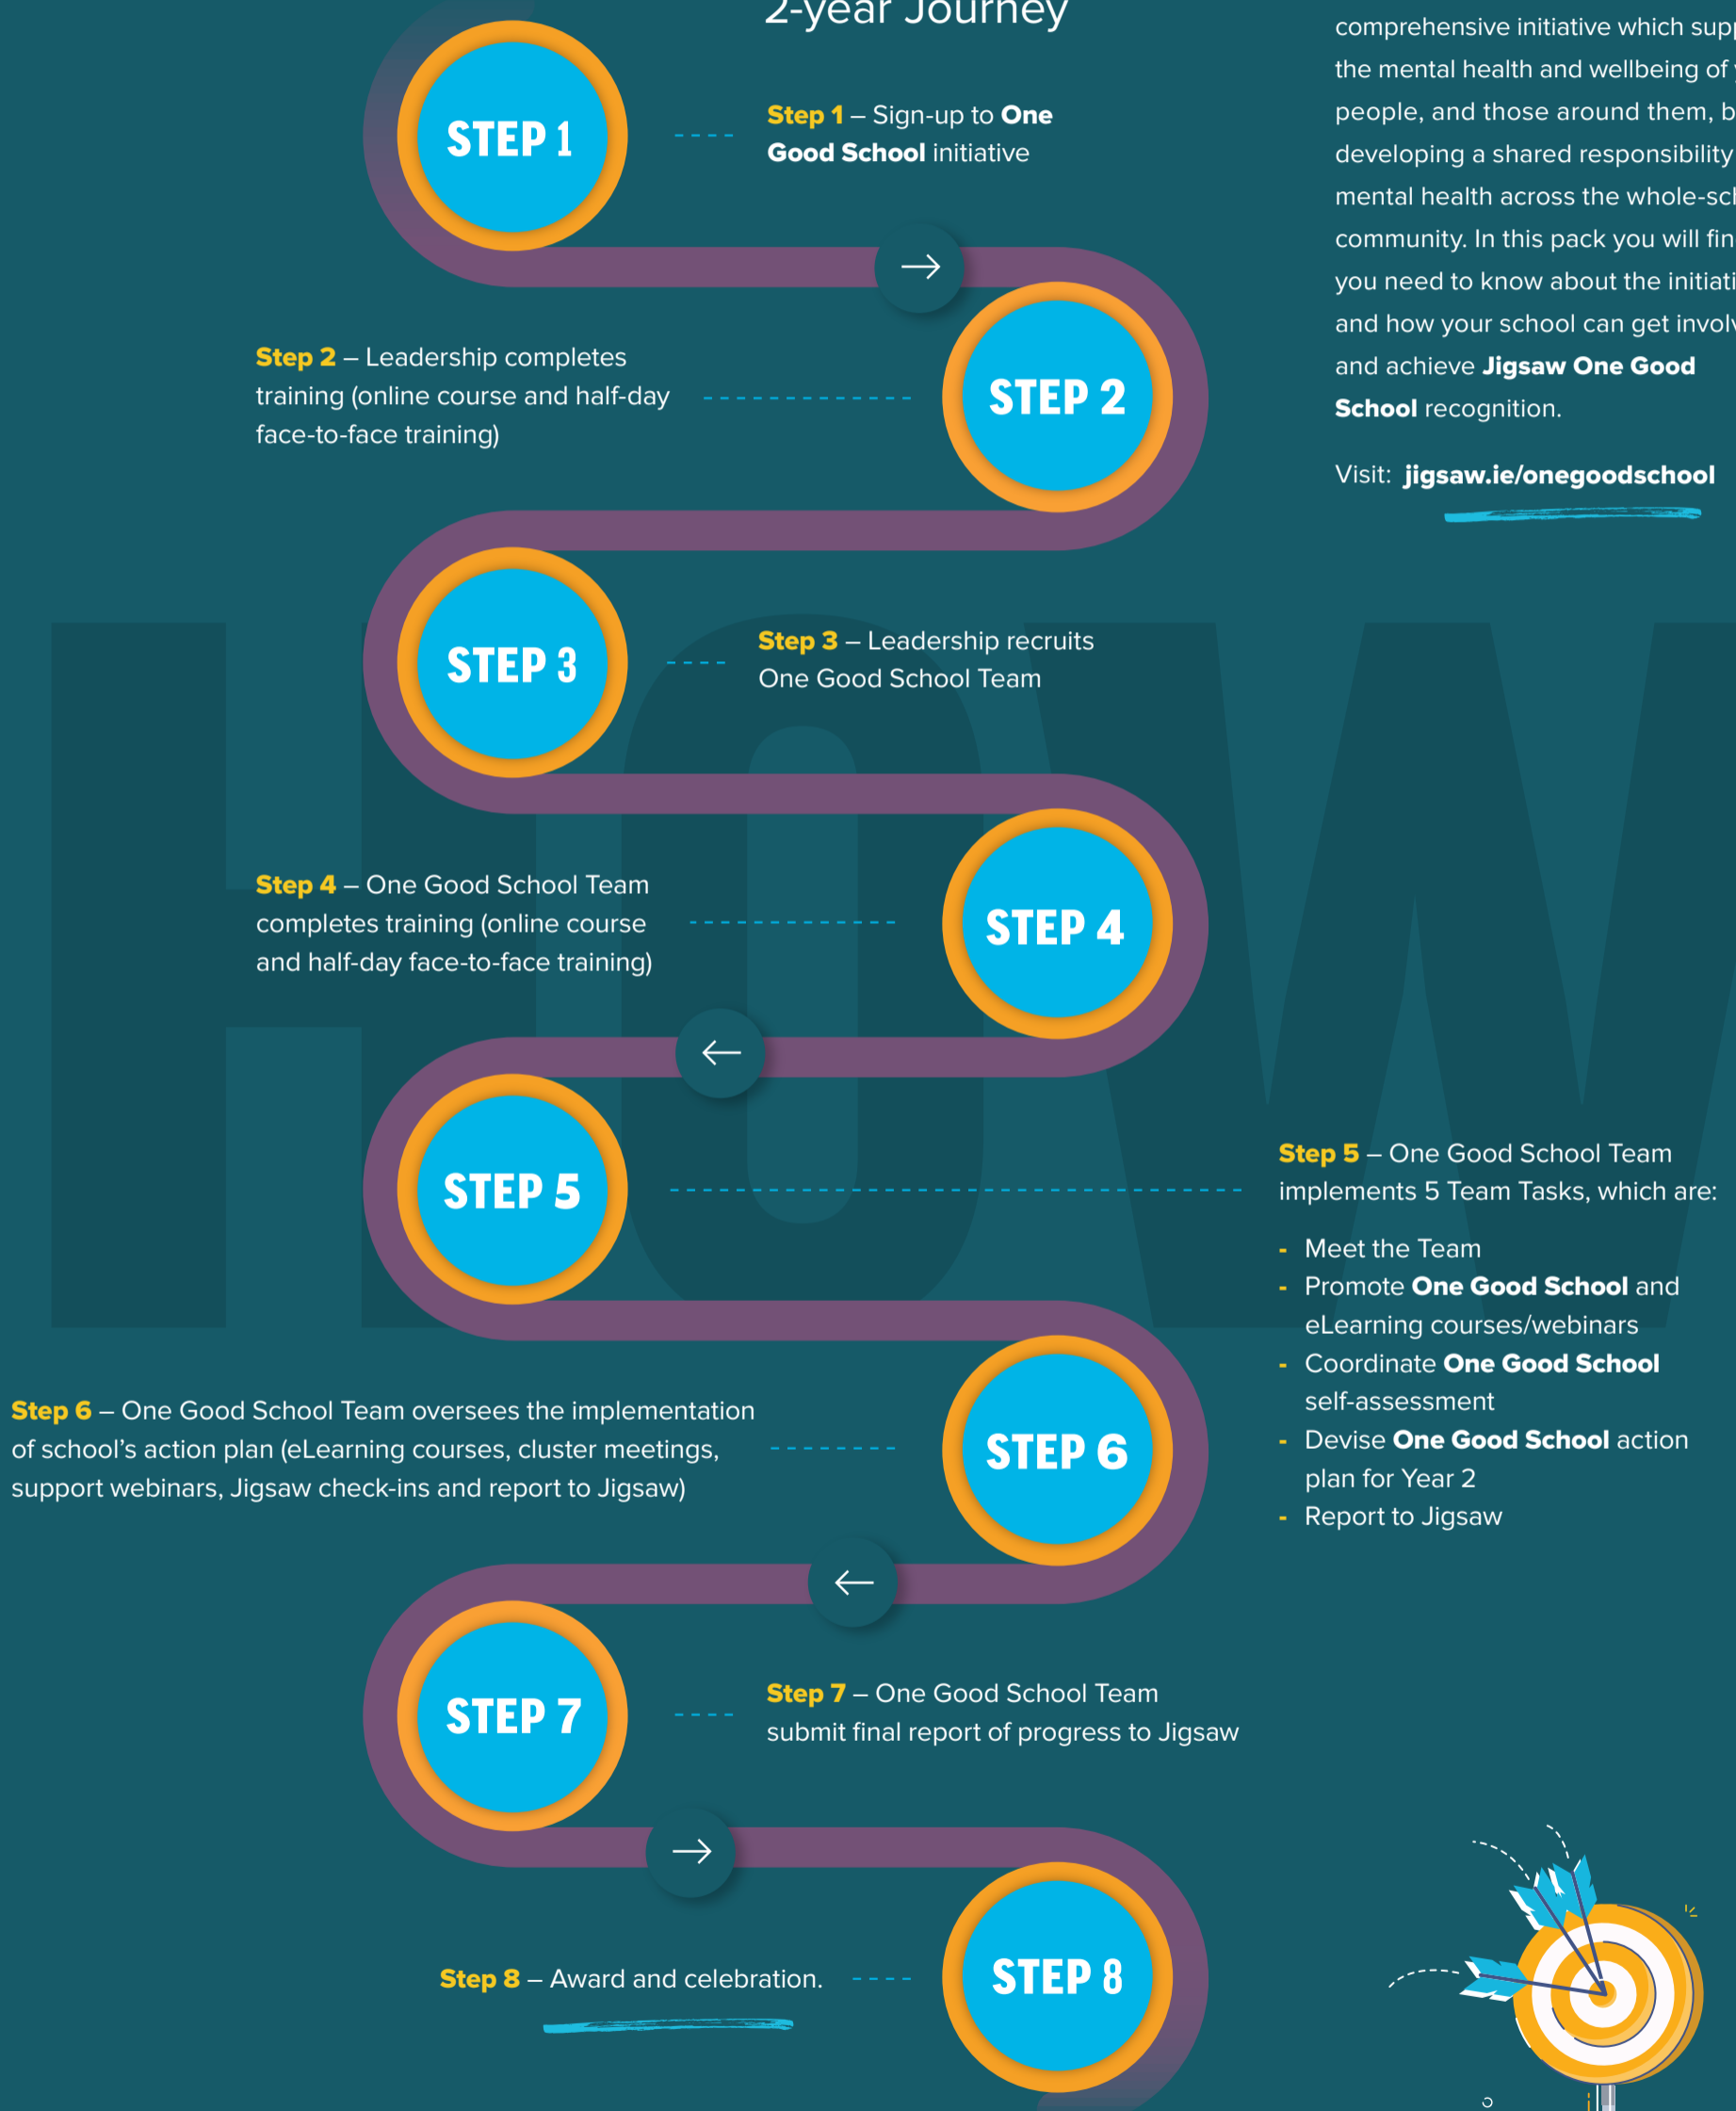 2-year Journey
STEP 1
Step 1 – Sign-up to One
Good School initiative
STEP 2
Step 2 – Leadership completes
training (online course and half-day
face-to-face training)
STEP 3
Step 3 – Leadership recruits
One Good School Team
STEP 4
Step 4 – One Good School Team
completes training (online course
and half-day face-to-face training)
STEP 5
Step 5 – One Good School Team
implements 5 Team Tasks, which are:
- Meet the Team
- Promote One Good School and
eLearning courses/webinars
- Coordinate One Good School
self-assessment
- Devise One Good School action
plan for Year 2
- Report to Jigsaw
STEP 6
Step 6 – One Good School Team oversees the implementation
of school’s action plan (eLearning courses, cluster meetings,
support webinars, Jigsaw check-ins and report to Jigsaw)
STEP 7
Step 7 – One Good School Team
submit final report of progress to Jigsaw
STEP 8
Step 8 – Award and celebration.
comprehensive initiative which
the mental health and wellbeing of
people, and those around them,
developing a shared responsibility
mental health across the
community. In this pack you will
you need to know about the
and how your school can get
and achieve Jigsaw One Good
School recognition.
Visit: jigsaw.ie/onegoodschool
HOW